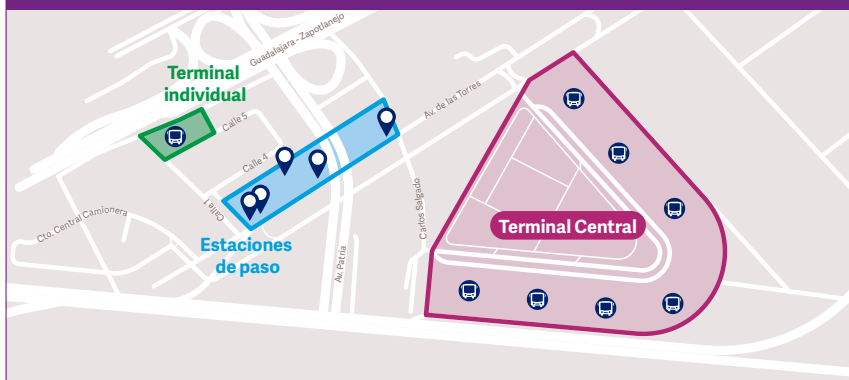 Guadalajara - Zapotlanejo
Terminal
individual
Calle 5
Av. de las Torres
Calle 4
Calle 1
Cto. Central Camionera
Carlos Salgado
Terminal Central
Estaciones
de paso
Av. Patria